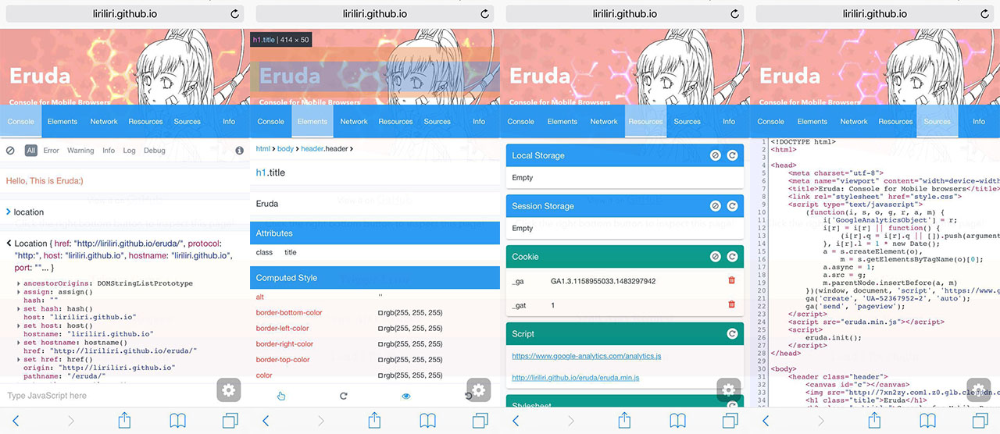 liriliri.github.io
Eruda
Console for Mobile Browsers
Console Elements Network Resources Sources Info
All Error Warning Info Log Debug
Hello, This is Eruda:)
View it on GitHub
location
Click the right bottom button to inspect this page!
Location { href: "http://liriliri.github.io/eruda/", protocol:
"http:", host: "liriliri.github.io", hostname: "liriliri.github.io",
port: ""... }
ancestorOrigins: DOMStringListPrototype
assign: assign()
hash: ""
set hash: hash()
host: "liriliri.github.io"
set host: host()
hostname: "liriliri.github.io"
set hostname: hostname()
href: "http://liriliri.github.io/eruda/"
set href: href()
origin: "http://liriliri.github.io"
pathname: "/eruda/"
Type JavaScript here
liriliri.github.io
h1.title | 414 × 50
Eruda
Console for Mobile Browsers
Console Elements Network Resources Sources Info
html > body > header.header >
h1.title
Eruda
Attributes
class title
Computed Style
alt ''
border-bottom-color rgb(255, 255, 255)
border-left-color rgb(255, 255, 255)
border-right-color rgb(255, 255, 255)
border-top-color rgb(255, 255, 255)
color rgb(255, 255, 255)
liriliri.github.io
Eruda
Console for Mobile Browsers
Console Elements Network Resources Sources Info
Local Storage
Empty
Session Storage
Empty
Cookie
_ga GA1.3.1158955033.1483297942
_gat 1
Script
https://www.google-analytics.com/analytics.js
http://liriliri.github.io/eruda/eruda.min.js
Stylesheet
liriliri.github.io
Eruda
Console for Mobile Browsers
Console Elements Network Resources Sources Info
1 <!DOCTYPE html>
2 <html>
3
4 <head>
5 <meta charset="utf-8">
6 <meta name="viewport" content="width=device-width
7 <title>Eruda: Console for Mobile browsers</title>
8 <link rel="stylesheet" href="style.css">
9 <script type="text/javascript">
10 (function(i, s, o, g, r, a, m) {
11 i['GoogleAnalyticsObject'] = r;
12 i[r] = i[r] || function() {
13 (i[r].q = i[r].q || []).push(argument
14 }, i[r].l = 1 * new Date();
15 a = s.createElement(o),
16 m = s.getElementsByTagName(o)[0];
17 a.async = 1;
18 a.src = g;
19 m.parentNode.insertBefore(a, m)
20 })(window, document, 'script', 'https://www.g
21 ga('create', 'UA-52367952-2', 'auto');
22 ga('send', 'pageview');
23 </script>
24 <script src="eruda.min.js"></script>
25 <script>
26 eruda.init();
27 </script>
28 </head>
29
30 <body>
31 <header class="header">
32 <canvas id="c"></canvas>
33 <img src="http://7xn2zy.com1.z0.glb.clouddn.c
34 <h1 class="title">Eruda</h1>